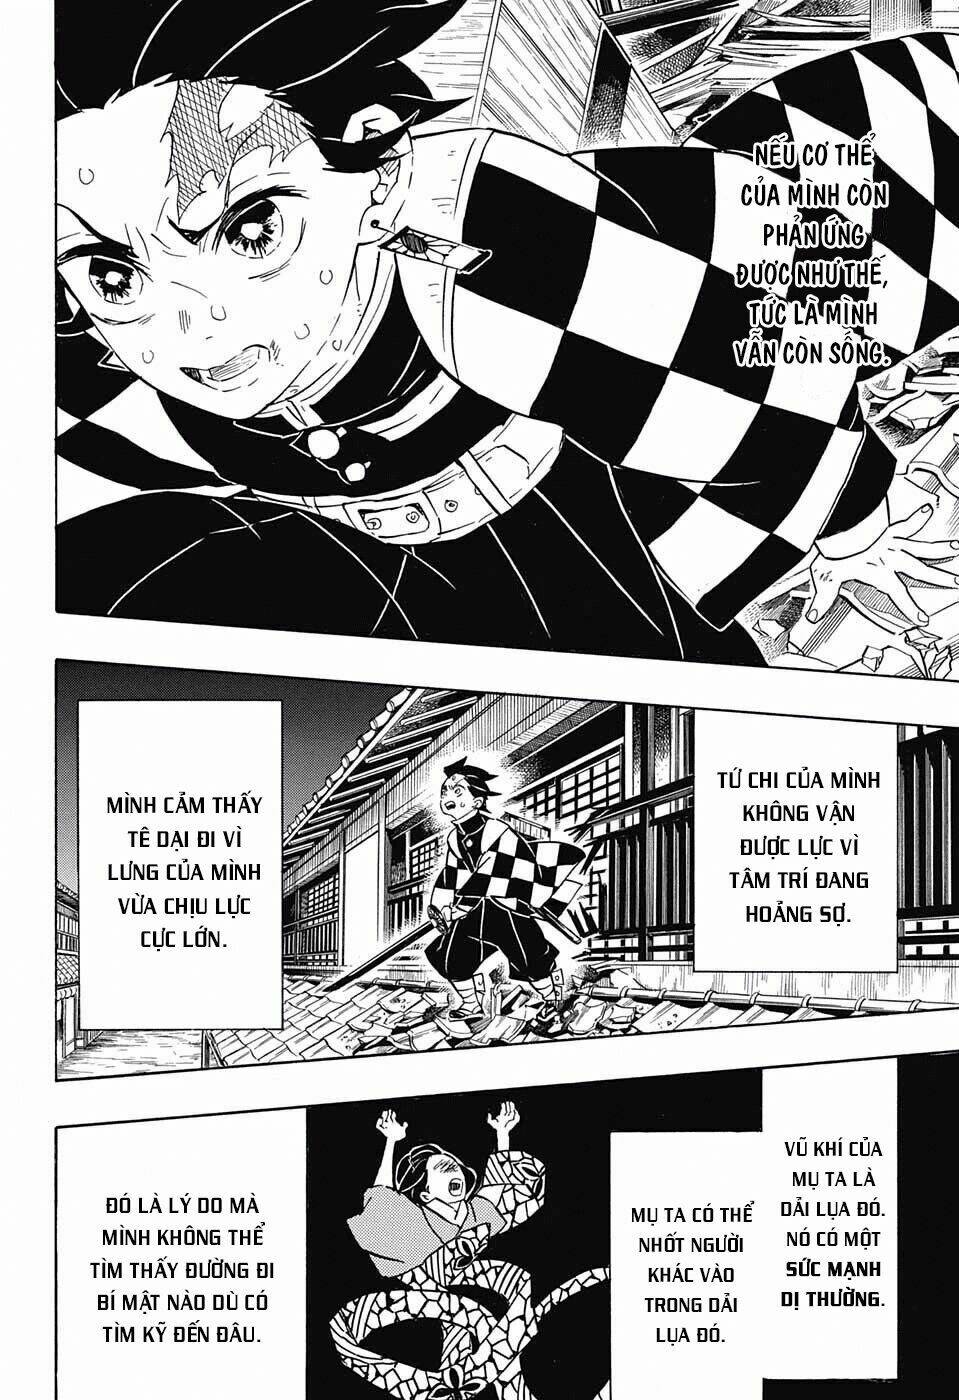 NẾU CƠ THỂ
CỦA MÌNH CÒN
PHẢN ỨNG
ĐƯỢC NHƯ THẾ,
TỨC LÀ MÌNH
VẪN CÒN SỐNG.
TỨ CHI CỦA MÌNH
KHÔNG VẬN
ĐƯỢC LỰC VÌ
TÂM TRÍ ĐANG
HOẢNG SỢ.
MÌNH CẢM THẤY
TÊ DẠI ĐI VÌ
LƯNG CỦA MÌNH
VỪA CHỊU LỰC
CỰC LỚN.
VŨ KHÍ CỦA
MỤ TA LÀ
DẢI LỤA ĐÓ.
NÓ CÓ MỘT
SỨC MẠNH
DỊ THƯỜNG.
MỤ TA CÓ THỂ
NHỐT NGƯỜI
KHÁC VÀO
TRONG DẢI
LỤA ĐÓ.
ĐÓ LÀ LÝ DO MÀ
MÌNH KHÔNG THỂ
TÌM THẤY ĐƯỜNG ĐI
BÍ MẬT NÀO DÙ CÓ
TÌM KỸ ĐẾN ĐÂU.